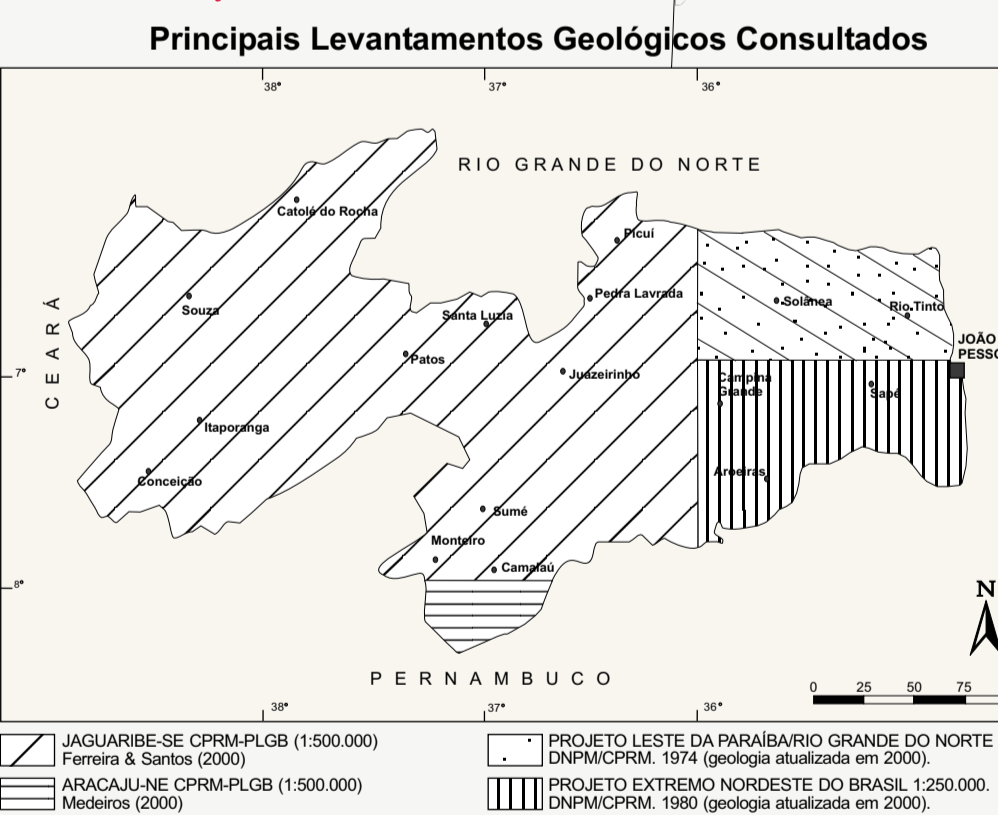 Principais Levantamentos Geológicos Consultados
38°
37°
36°
RIO GRANDE DO NORTE
Catolé do Rocha
Picuí
Pedra Lavrada
Solânea
Rio Tinto
CEARÁ
Souza
Santa Luzia
JOÃO
PESSO
Patos
7°
Juazeirinho
Campina
Grande
Sapé
Itaporanga
Conceição
Aroeiras
Sumé
Monteiro
Camalaú
8°
N
PERNAMBUCO
0 25 50 75
38°
37°
36°
JAGUARIBE-SE CPRM-PLGB (1:500.000)
Ferreira & Santos (2000)
ARACAJU-NE CPRM-PLGB (1:500.000)
Medeiros (2000)
PROJETO LESTE DA PARAÍBA/RIO GRANDE DO NORTE
DNPM/CPRM. 1974 (geologia atualizada em 2000).
PROJETO EXTREMO NORDESTE DO BRASIL 1:250.000.
DNPM/CPRM. 1980 (geologia atualizada em 2000).